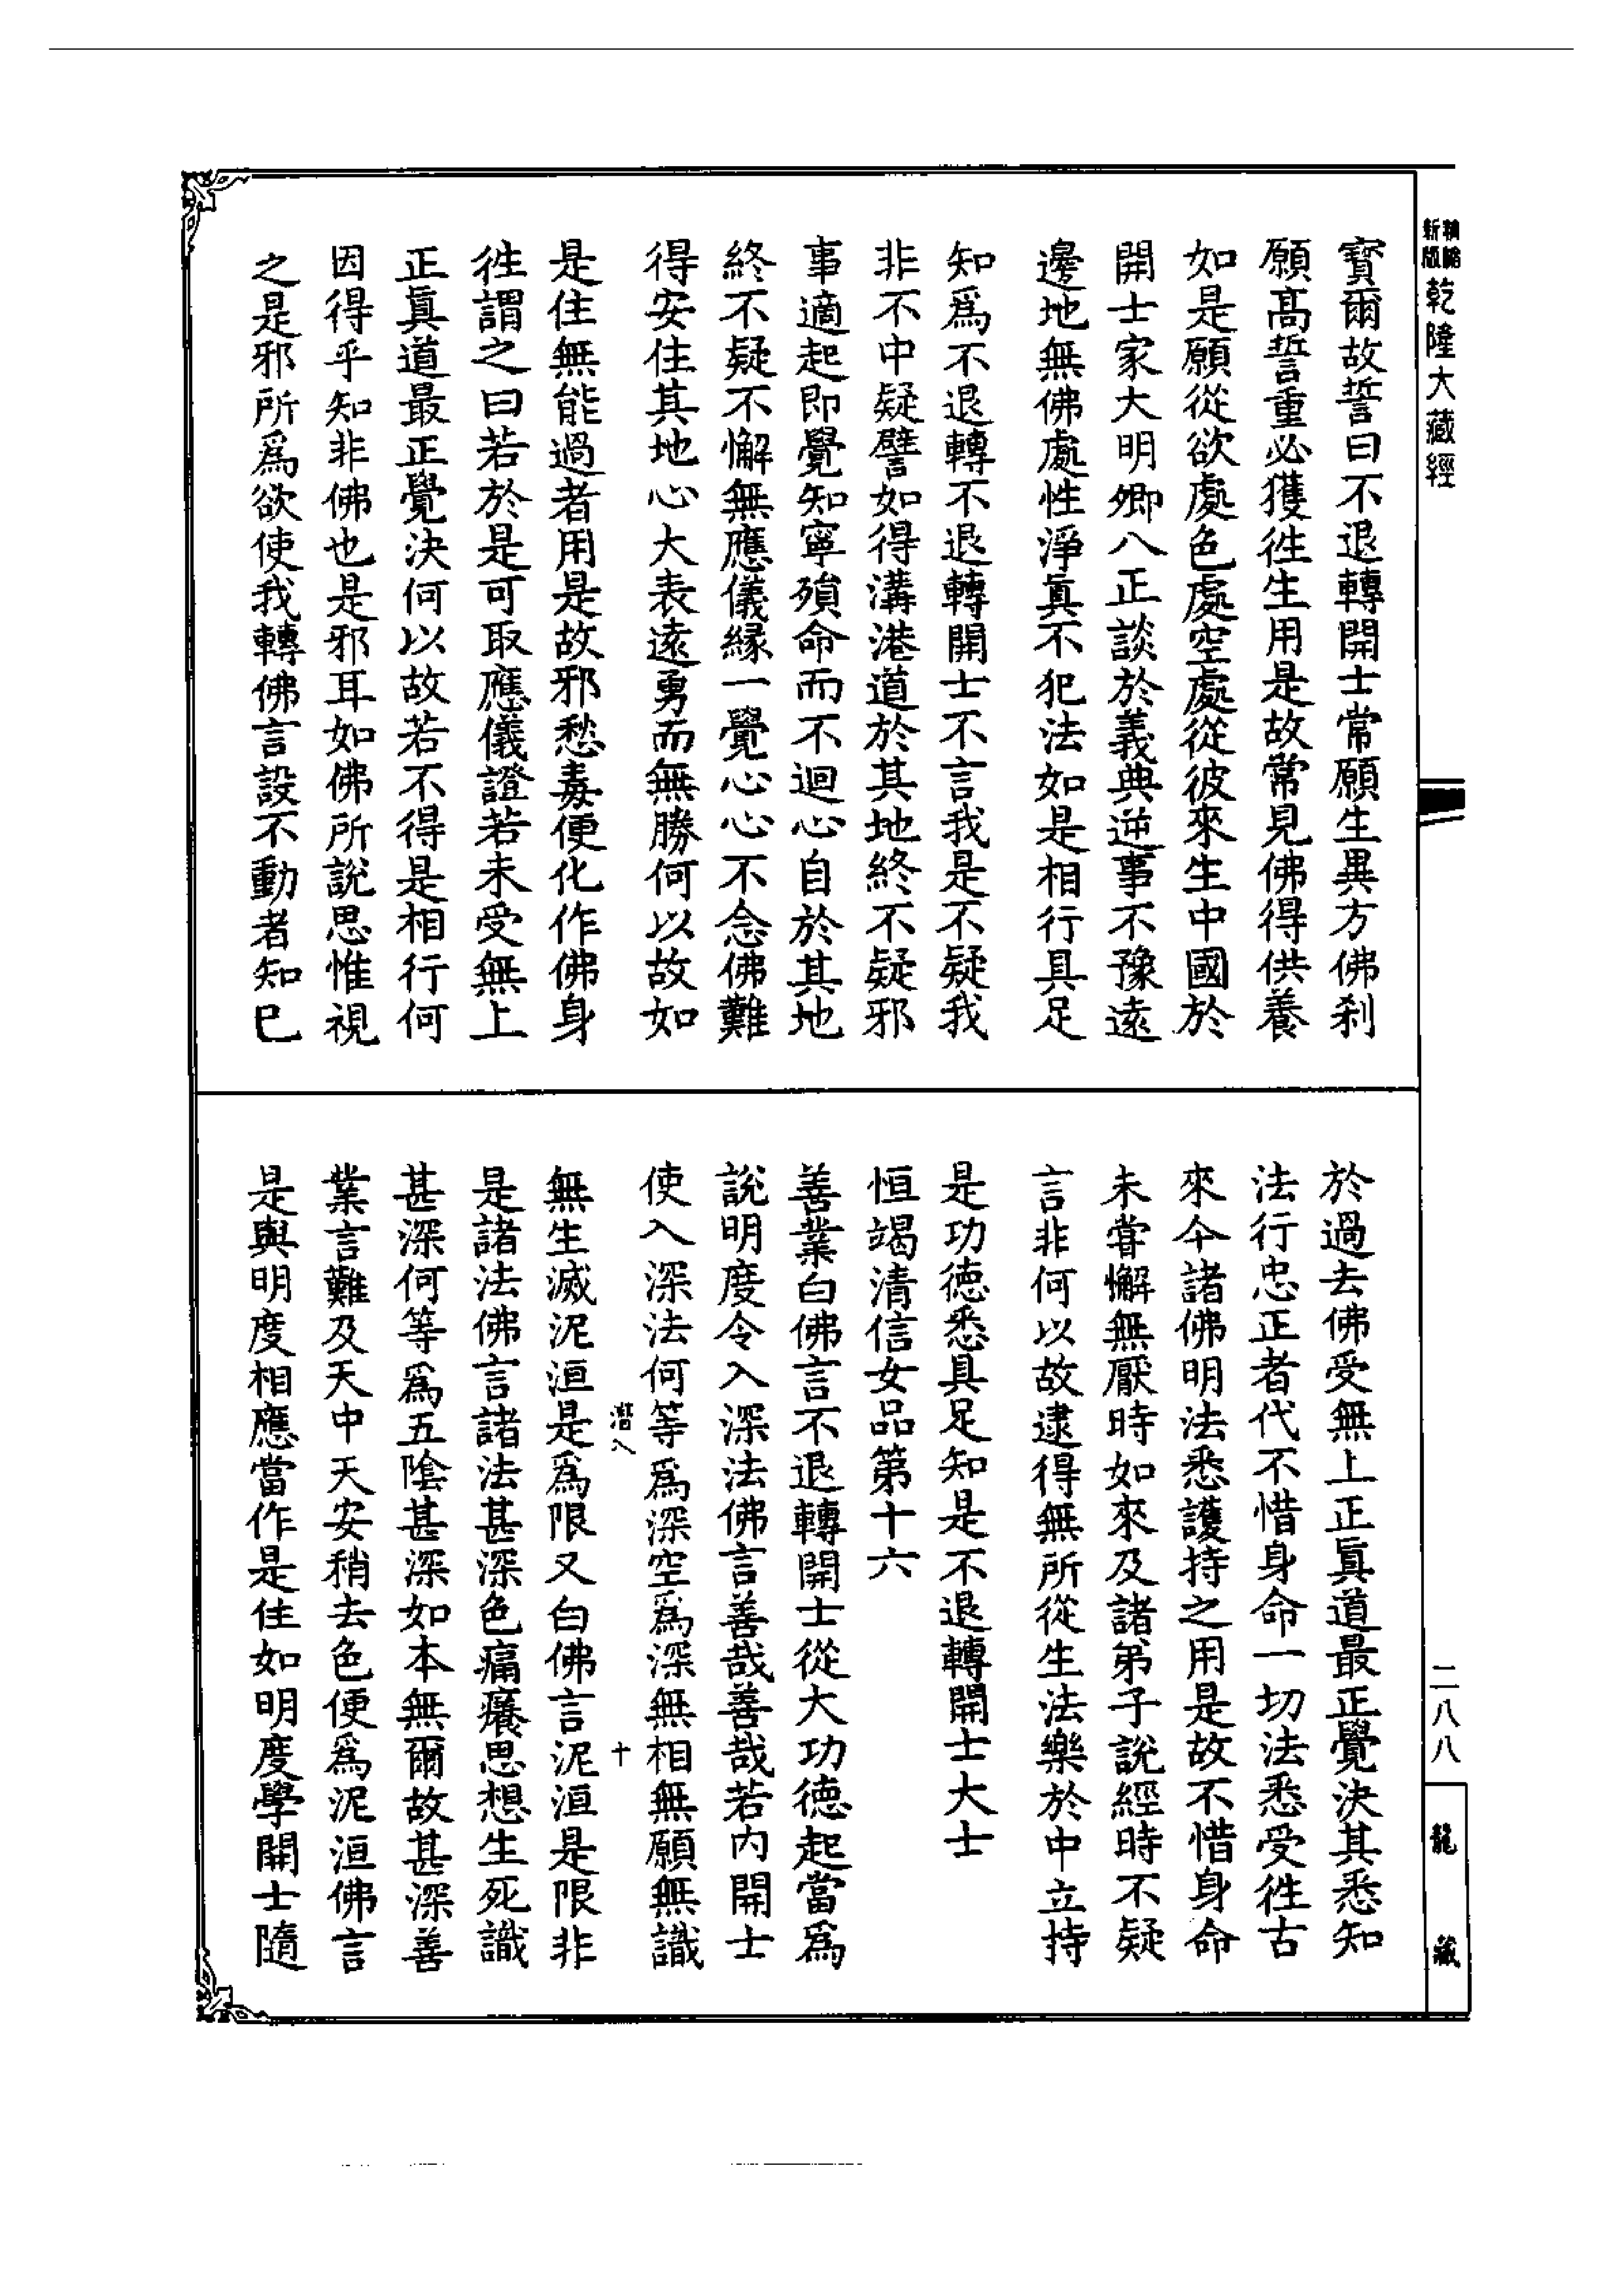 新編
縮版
乾隆大藏經
寳爾故誓曰不退轉開士常願生異方佛刹
願髙誓重必獲徃生用是故常見佛得供養
如是願從欲處色處空處從彼來生中國於
開士家大明卿八正談於義典逆事不豫遠
邊地無佛處性淨眞不犯法如是相行具足
知爲不退轉不退轉開士不言我是不疑我
非不中疑譬如得溝港道於其地終不疑邪
事適起即覺知寧殞命而不迴心自於其地
終不疑不懈無應儀縁一覺心心不念佛難
得安住其地心大表遠勇而無勝何以故如
是住無能過者用是故邪愁毒便化作佛身
徃謂之曰若於是可取應儀證若未受無上
正眞道最正覺決何以故若不得是相行何
因得乎知非佛也是邪耳如佛所說思惟視
之是邪所爲欲使我轉佛言設不動者知巳
於過去佛受無上正眞道最正覺決其悉知
法行忠正者代不惜身命一切法悉受徃古
來今諸佛明法悉護持之用是故不惜身命
未甞懈無厭時如來及諸弟子說經時不疑
言非何以故逮得無所從生法樂於中立持
是功徳悉具足知是不退轉開士大士
恒竭清信女品第十六
善業白佛言不退轉開士從大功徳起當爲
說明度令入深法佛言善哉善哉若內開士
使入深法何等爲深空爲深無相無願無識
潛八
十
無生滅泥洹是爲限又白佛言泥洹是限非
是諸法佛言諸法甚深色痛癢思想生死識
甚深何等爲五陰甚深如本無爾故甚深善
業言難及天中天安稍去色便爲泥洹佛言
是與明度相應當作是住如明度學開士隨
二八八
龍藏